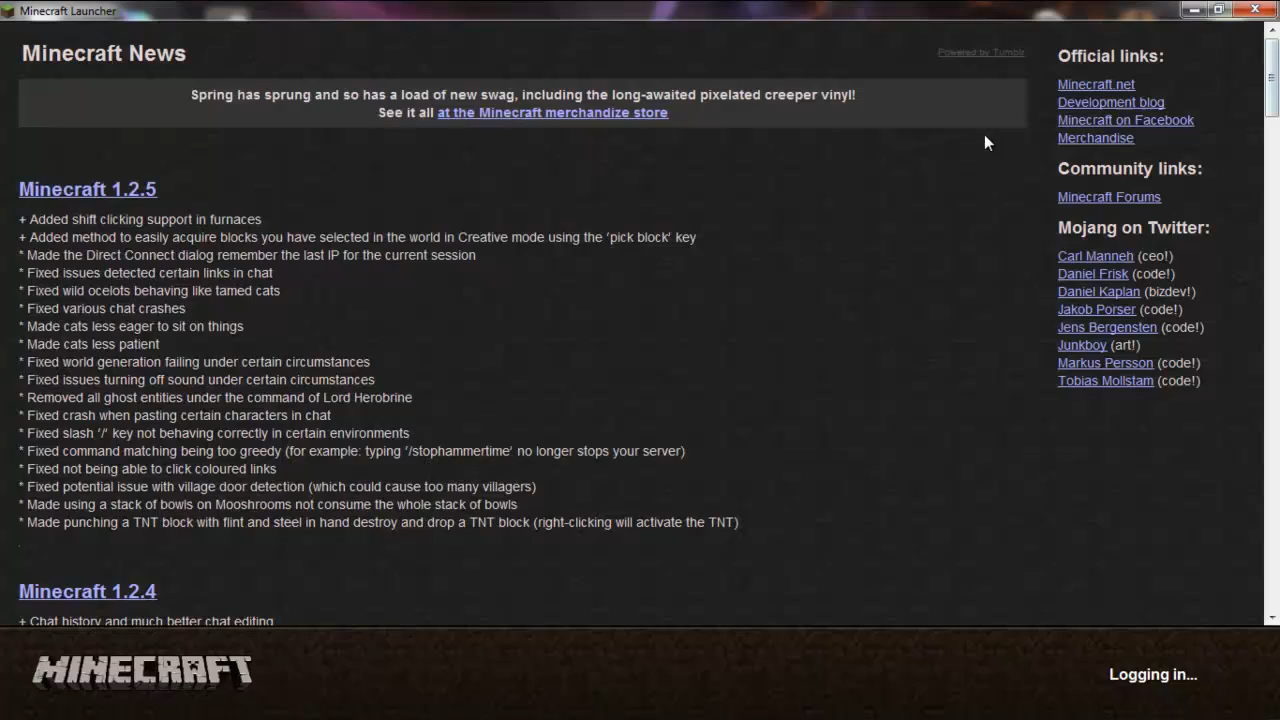 Minecraft Launcher
Minecraft News
Powered by Tumblr
Spring has sprung and so has a load of new swag, including the long-awaited pixelated creeper vinyl!
See it all at the Minecraft merchandize store
Minecraft 1.2.5
+ Added shift clicking support in furnaces
+ Added method to easily acquire blocks you have selected in the world in Creative mode using the 'pick block' key
* Made the Direct Connect dialog remember the last IP for the current session
* Fixed issues detected certain links in chat
* Fixed wild ocelots behaving like tamed cats
* Fixed various chat crashes
* Made cats less eager to sit on things
* Made cats less patient
* Fixed world generation failing under certain circumstances
* Fixed issues turning off sound under certain circumstances
* Removed all ghost entities under the command of Lord Herobrine
* Fixed crash when pasting certain characters in chat
* Fixed slash '/' key not behaving correctly in certain environments
* Fixed command matching being too greedy (for example: typing '/stophammertime' no longer stops your server)
* Fixed not being able to click coloured links
* Fixed potential issue with village door detection (which could cause too many villagers)
* Made using a stack of bowls on Mooshrooms not consume the whole stack of bowls
* Made punching a TNT block with flint and steel in hand destroy and drop a TNT block (right-clicking will activate the TNT)
Minecraft 1.2.4
+ Chat history and much better chat editing
Official links:
Minecraft.net
Development blog
Minecraft on Facebook
Merchandise
Community links:
Minecraft Forums
Mojang on Twitter:
Carl Manneh (ceo!)
Daniel Frisk (code!)
Daniel Kaplan (bizdev!)
Jakob Porser (code!)
Jens Bergensten (code!)
Junkboy (art!)
Markus Persson (code!)
Tobias Mollstam (code!)
MINECRAFT
Logging in...